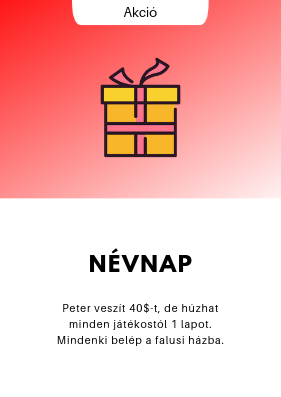 Akció
NÉVNAP
Peter veszít 40$-t, de húzhat
minden játékostól 1 lapot.
Mindenki belép a falusi házba.